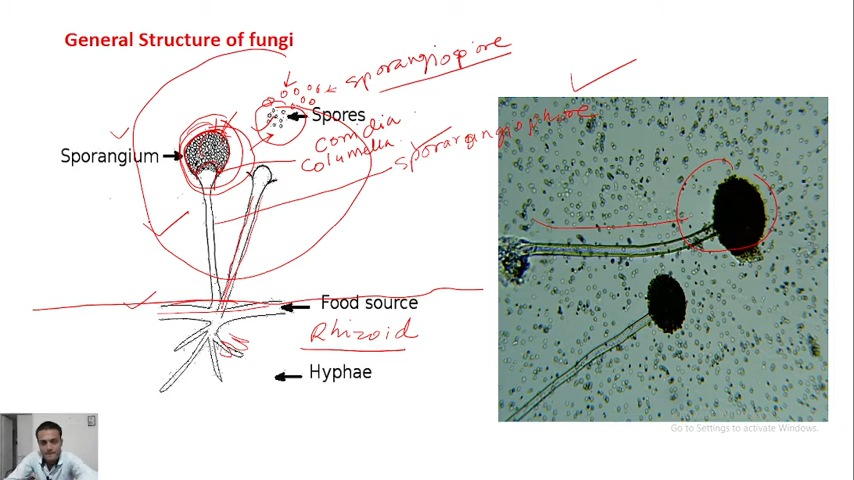 General Structure of fungi
sporangiospore
Spores
Conidia
Columella
sporarangiophore
Sporangium
Food source
Rhizoid
Hyphae
Go to Settings to activate Windows.